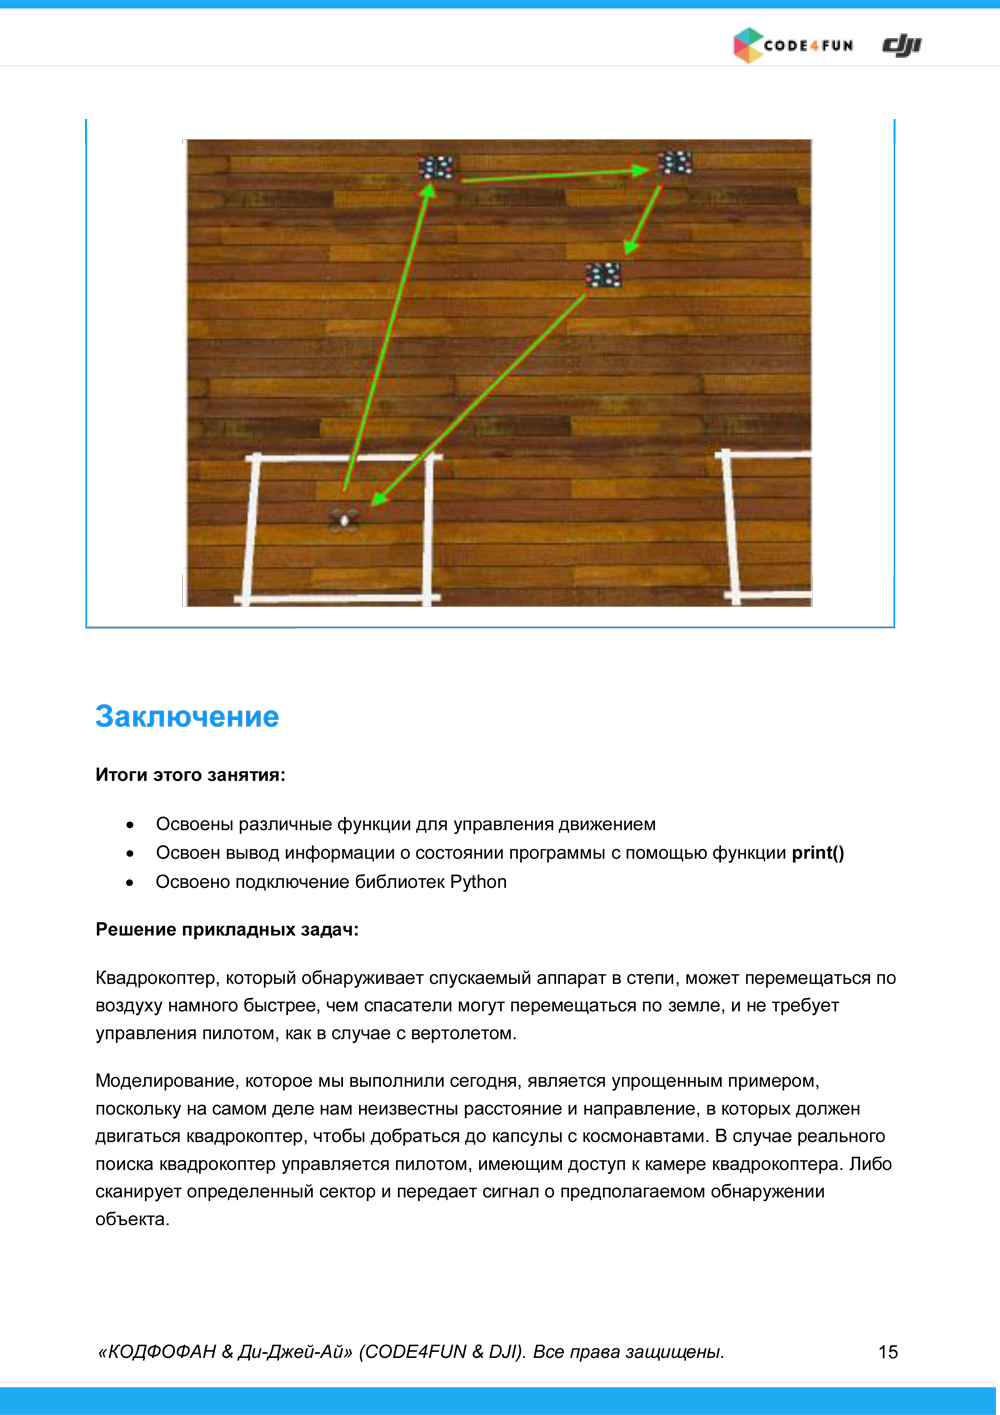 CODE4FUN dji
Заключение
Итоги этого занятия:
• Освоены различные функции для управления движением
• Освоен вывод информации о состоянии программы с помощью функции print()
• Освоено подключение библиотек Python
Решение прикладных задач:
Квадрокоптер, который обнаруживает спускаемый аппарат в степи, может перемещаться по
воздуху намного быстрее, чем спасатели могут перемещаться по земле, и не требует
управления пилотом, как в случае с вертолетом.
Моделирование, которое мы выполнили сегодня, является упрощенным примером,
поскольку на самом деле нам неизвестны расстояние и направление, в которых должен
двигаться квадрокоптер, чтобы добраться до капсулы с космонавтами. В случае реального
поиска квадрокоптер управляется пилотом, имеющим доступ к камере квадрокоптера. Либо
сканирует определенный сектор и передает сигнал о предполагаемом обнаружении
объекта.
«КОДФОФАН & Ди-Джей-Ай» (CODE4FUN & DJI). Все права защищены. 15